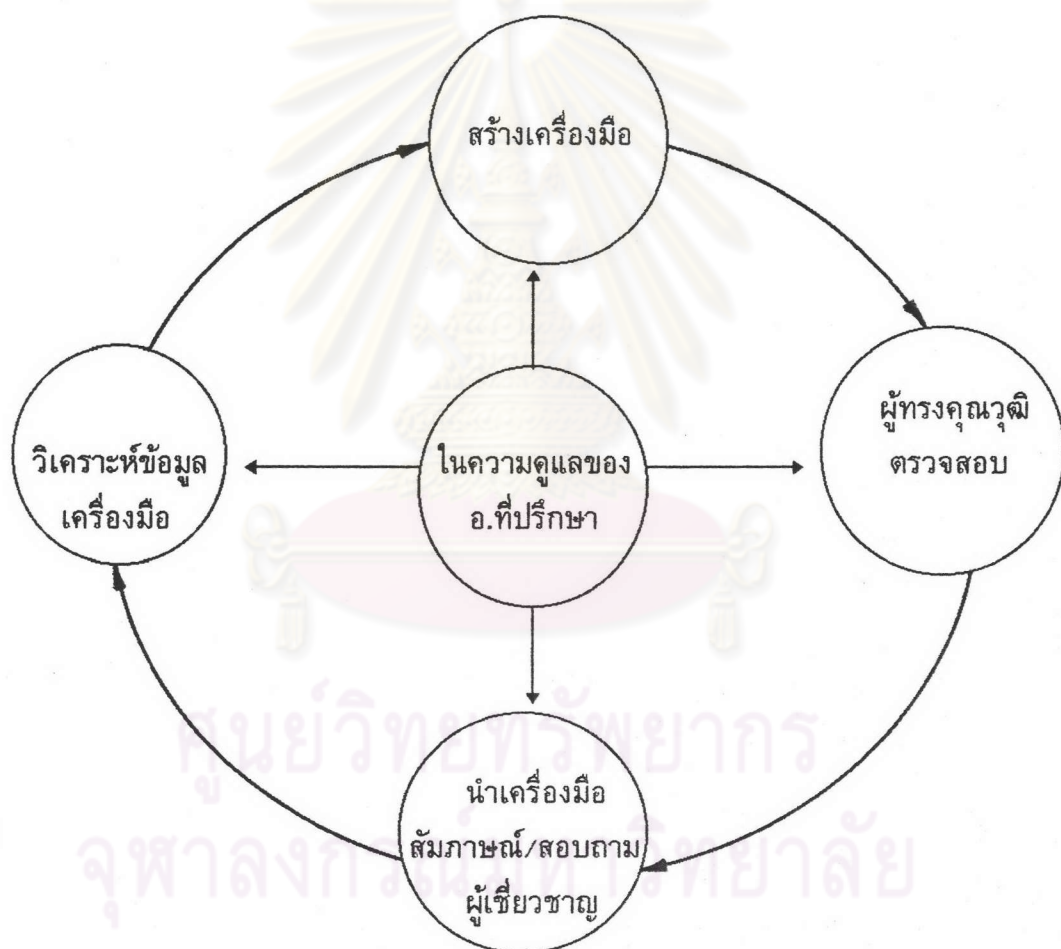 สร้างเครื่องมือ
ผู้ทรงคุณวุฒิ
ตรวจสอบ
วิเคราะห์ข้อมูล
เครื่องมือ
ในความดูแลของ
อ.ที่ปรึกษา
นำเครื่องมือ
สัมภาษณ์/สอบถาม
ผู้เชี่ยวชาญ
ศูนย์วิทยทรัพยากร
จุฬาลงกรณ์มหาวิทยาลัย